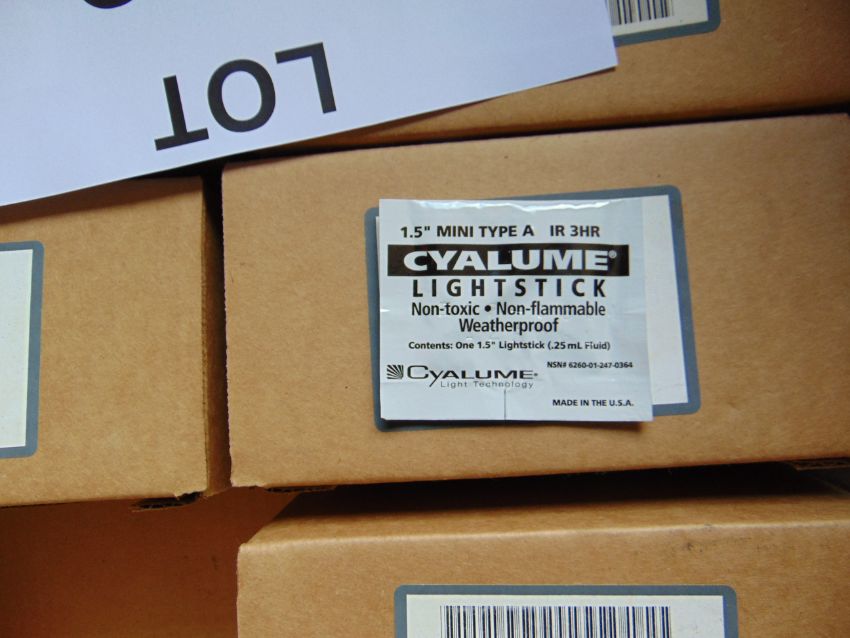 LOT
1.5" MINI TYPE A IR 3HR
CYALUME®
LIGHTSTICK
Non-toxic • Non-flammable
Weatherproof
Contents: One 1.5" Lightstick (.25 mL Fluid)
NSN# 6260-01-247-0364
CYALUME®
Light Technology
MADE IN THE U.S.A.